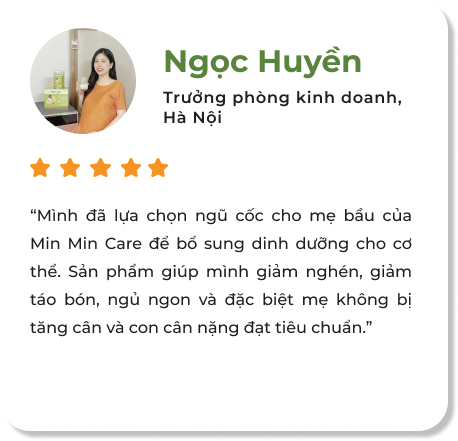 Ngọc Huyền
Trưởng phòng kinh doanh,
Hà Nội
“Mình đã lựa chọn ngũ cốc cho mẹ bầu của
Min Min Care để bổ sung dinh dưỡng cho cơ
thể. Sản phẩm giúp mình giảm nghén, giảm
táo bón, ngủ ngon và đặc biệt mẹ không bị
tăng cân và con cân nặng đạt tiêu chuẩn.”